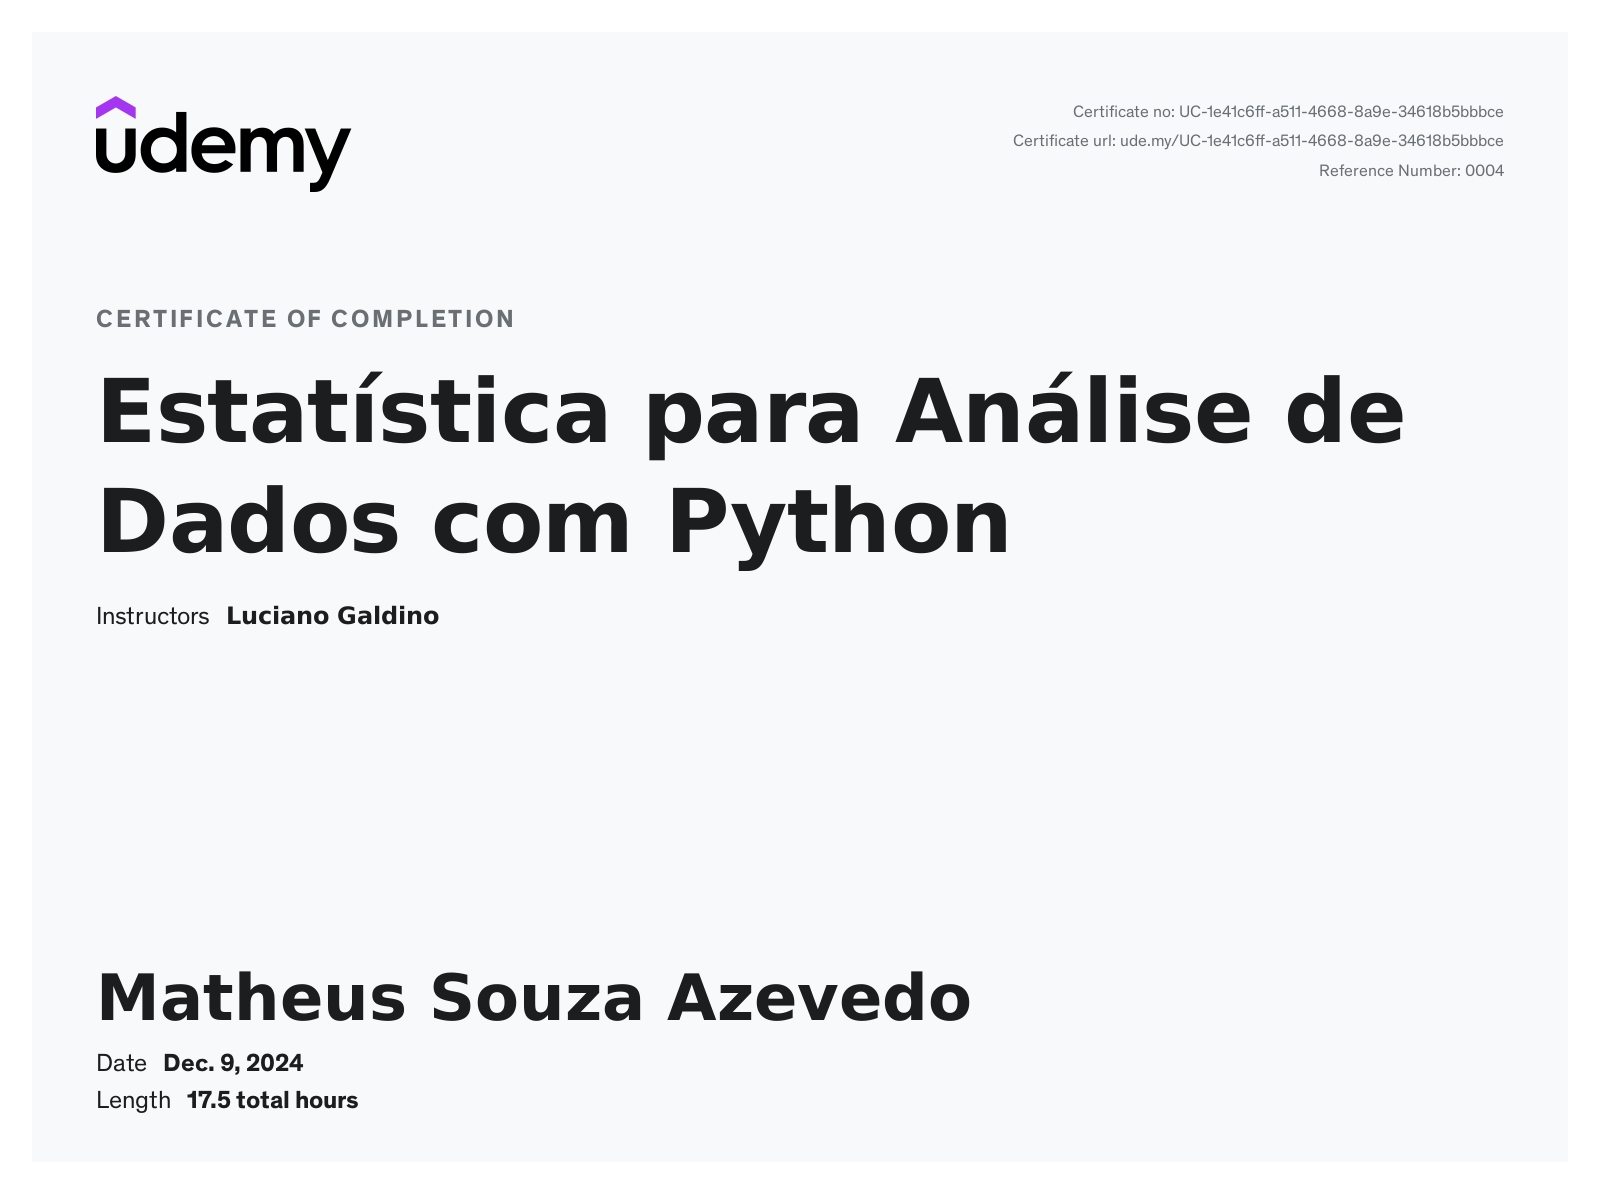 udemy
Certificate no: UC-1e41c6ff-a511-4668-8a9e-34618b5bbbce
Certificate url: ude.my/UC-1e41c6ff-a511-4668-8a9e-34618b5bbbce
Reference Number: 0004
CERTIFICATE OF COMPLETION
Estatística para Análise de
Dados com Python
Instructors Luciano Galdino
Matheus Souza Azevedo
Date Dec. 9, 2024
Length 17.5 total hours